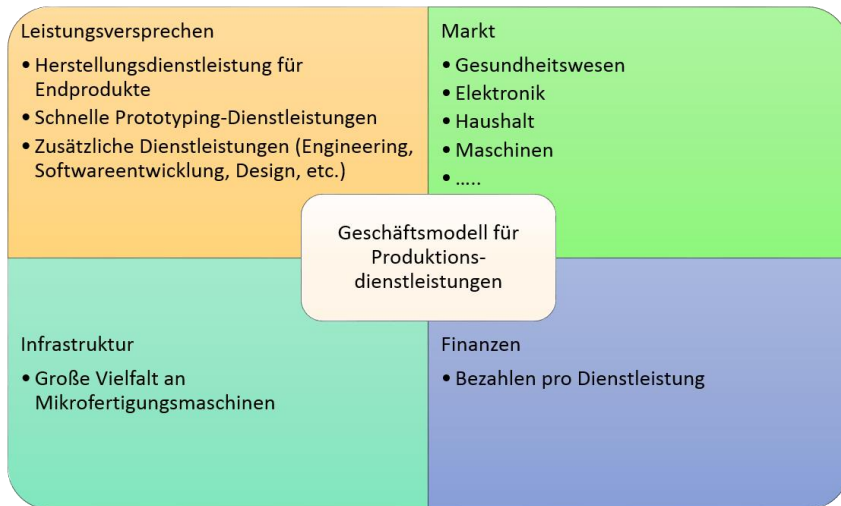 Leistungsversprechen
• Herstellungsdienstleistung für
Endprodukte
• Schnelle Prototyping-Dienstleistungen
• Zusätzliche Dienstleistungen (Engineering,
Softwareentwicklung, Design, etc.)
Markt
• Gesundheitswesen
• Elektronik
• Haushalt
• Maschinen
• …..
Geschäftsmodell für
Produktions-
dienstleistungen
Infrastruktur
• Große Vielfalt an
Mikrofertigungsmaschinen
Finanzen
• Bezahlen pro Dienstleistung